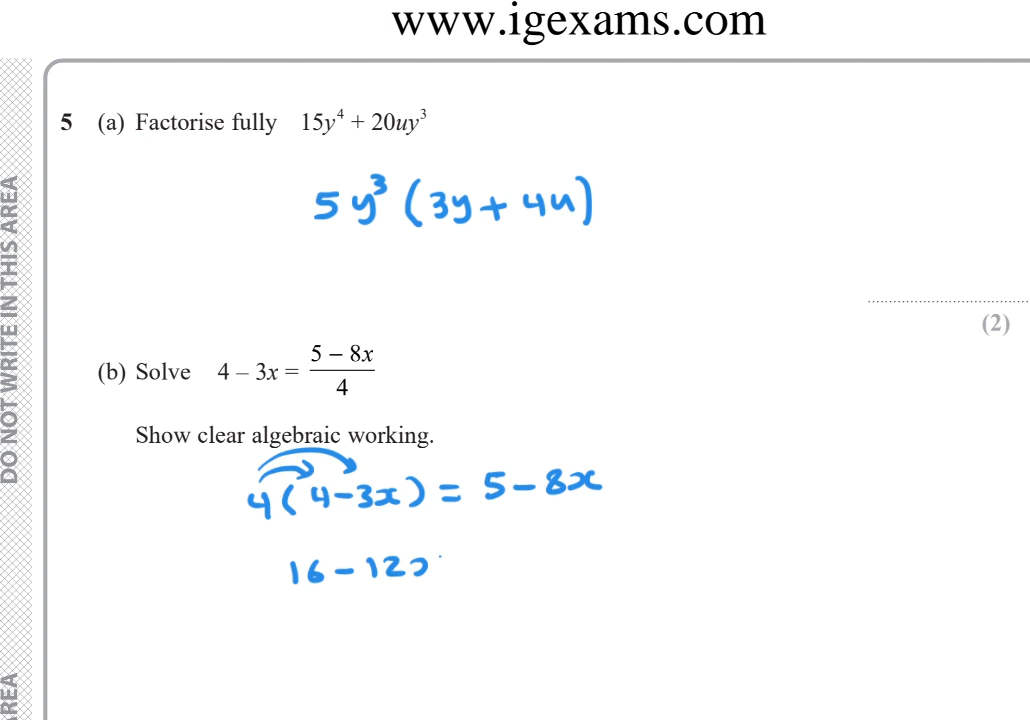 www.igexams.com
5 (a) Factorise fully 15y⁴ + 20uy³
5y³(3y + 4u)
(2)
(b) Solve 4 – 3x = (5 – 8x)/4
Show clear algebraic working.
4(4 - 3x) = 5 - 8x
16 - 12
DO NOT WRITE IN THIS AREA
REA